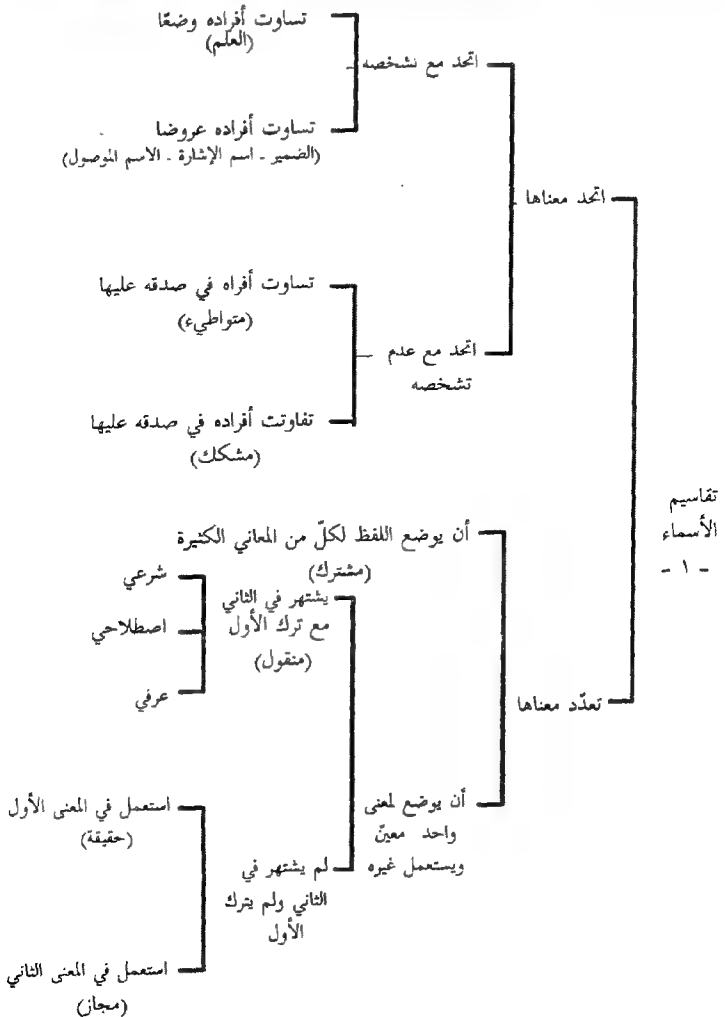 تقاسيم
الأسماء
- ١ -
اتحد معناها
اتحد مع تشخصه
تساوت أفراده وضعًا
(العلم)
تساوت أفراده عروضا
(الضمير - اسم الإشارة - الاسم الموصول)
اتحد مع عدم
تشخصه
تساوت أفراه في صدقه عليها
(متواطيء)
تفاوتت أفراده في صدقه عليها
(مشكك)
تعدّد معناها
أن يوضع اللفظ لكلّ من المعاني الكثيرة
(مشترك)
أن يوضع لمعنى
واحد معينّ
ويستعمل غيره
يشتهر في الثاني
مع ترك الأول
(منقول)
شرعي
اصطلاحي
عرفي
لم يشتهر في
الثاني ولم يترك
الأول
استعمل في المعنى الأول
(حقيقة)
استعمل في المعنى الثاني
(مجاز)